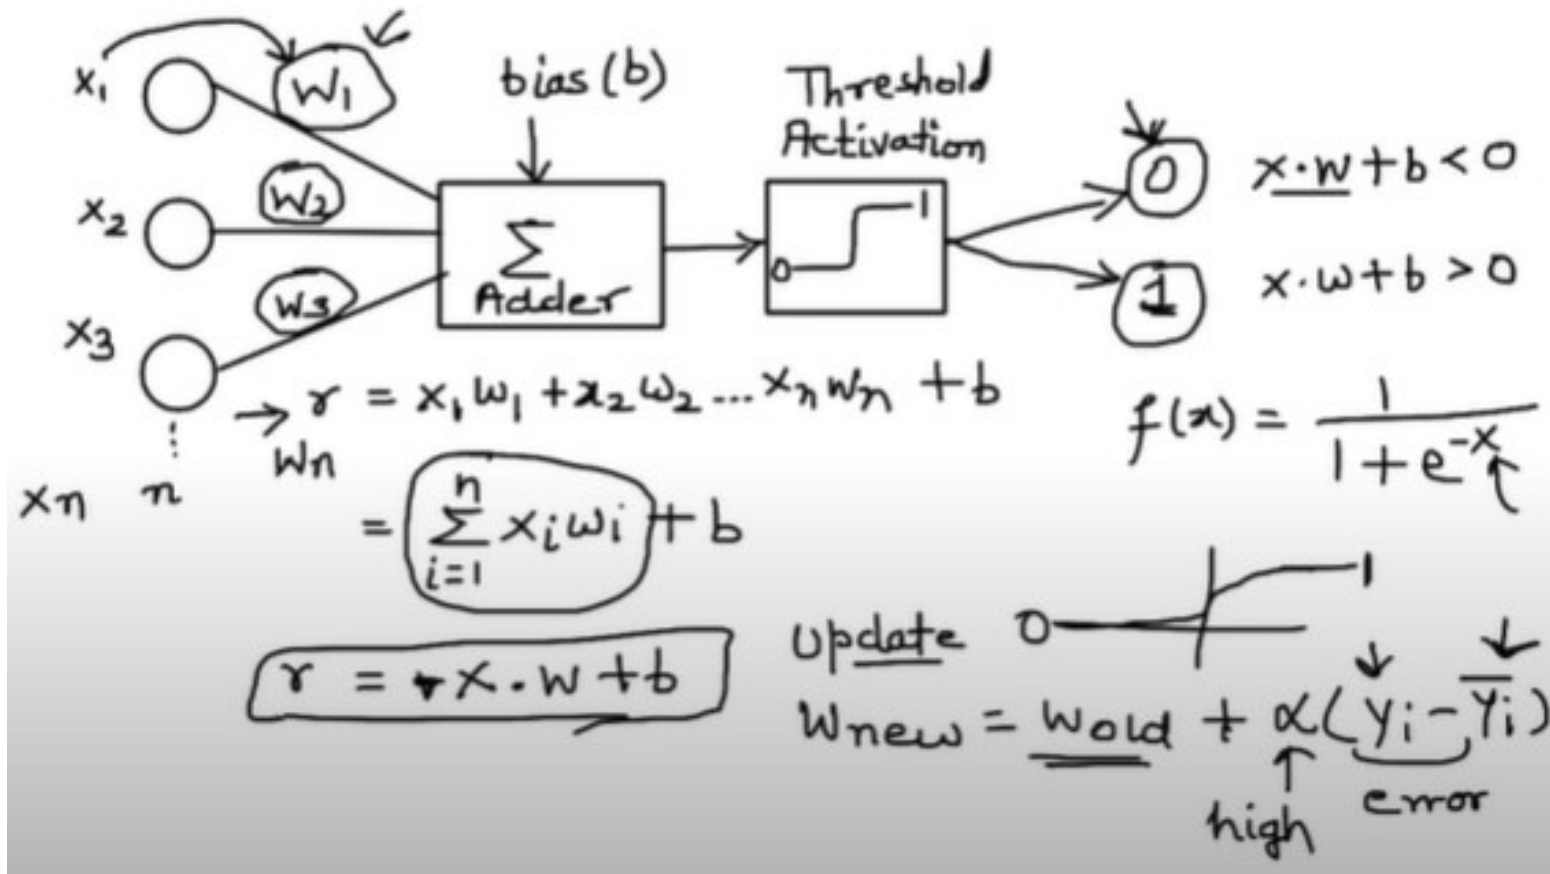 x₁
W₁
bias (b)
Threshold
Activation
x₂
W₂
Σ
Adder
0
1
0
x·w + b < 0
1
x·w + b > 0
x₃
W₃
r = x₁w₁ + x₂w₂ ... xₙwₙ + b
⋮
xₙ n
Wₙ
= Σ (i=1 to n) xᵢwᵢ + b
r = x·w + b
f(x) = 1 / (1 + e⁻ˣ)
0
1
update
Wnew = Wold + α(yᵢ - ȳᵢ)
high
error